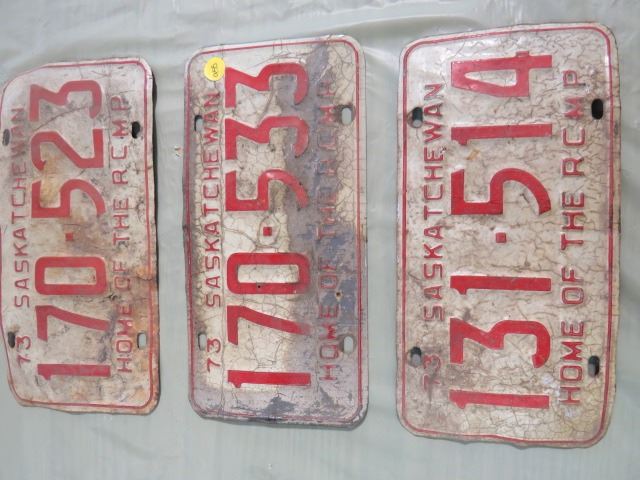 73 SASKATCHEWAN
170·523
HOME OF THE RCMP
73 SASKATCHEWAN
170·533
HOME OF THE RCMP
73 SASKATCHEWAN
131·514
HOME OF THE RCMP